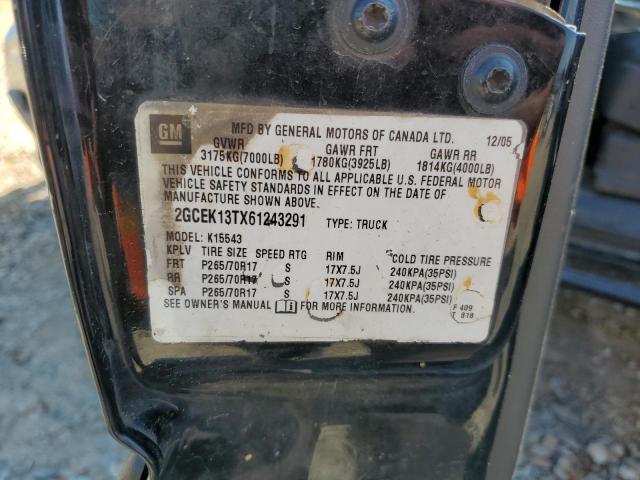 GM
MFD BY GENERAL MOTORS OF CANADA LTD. 12/05
GVWR GAWR FRT GAWR RR
3175KG(7000LB) 1780KG(3925LB) 1814KG(4000LB)
THIS VEHICLE CONFORMS TO ALL APPLICABLE U.S. FEDERAL MOTOR
VEHICLE SAFETY STANDARDS IN EFFECT ON THE DATE OF
MANUFACTURE SHOWN ABOVE.
2GCEK13TX61243291 TYPE: TRUCK
MODEL: K15543
KPLV TIRE SIZE SPEED RTG RIM COLD TIRE PRESSURE
FRT P265/70R17 S 17X7.5J 240KPA(35PSI)
RR P265/70R17 S 17X7.5J 240KPA(35PSI)
SPA P265/70R17 S 17X7.5J 240KPA(35PSI)
SEE OWNER'S MANUAL FOR MORE INFORMATION. F 409
T 818